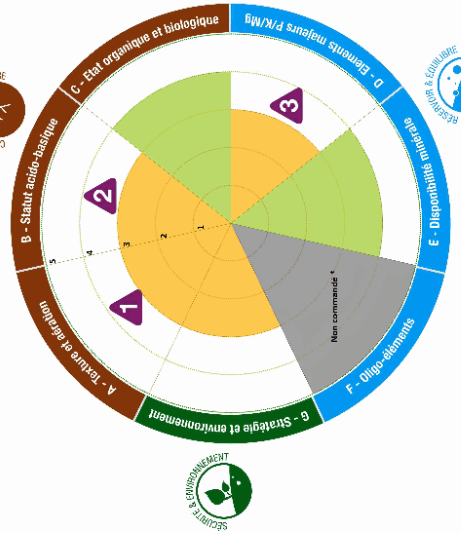 A - Texture et aération
B - Statut acido-basique
C - Etat organique et biologique
D - Elements majeurs P/K/Mg
E - Disponibilité minérale
F - Oligo-éléments
G - Stratégie et environnement
1
2
3
5
4
3
2
1
Non commandé *
RÉSERVOIR & ÉQUILIBRE
SÉCURITÉ & ENVIRONNEMENT